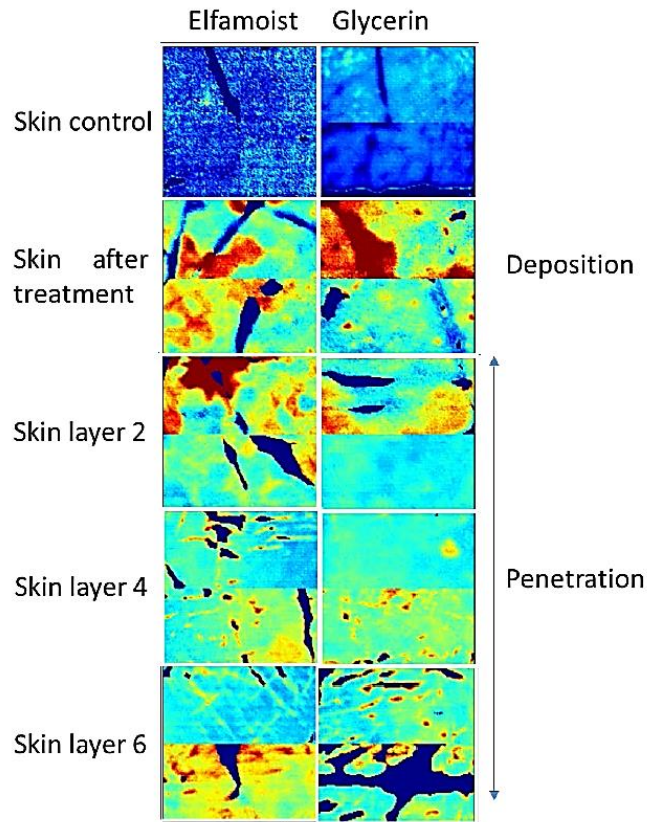 Elfamoist Glycerin
Skin control
Skin after
treatment
Deposition
Skin layer 2
Skin layer 4
Penetration
Skin layer 6